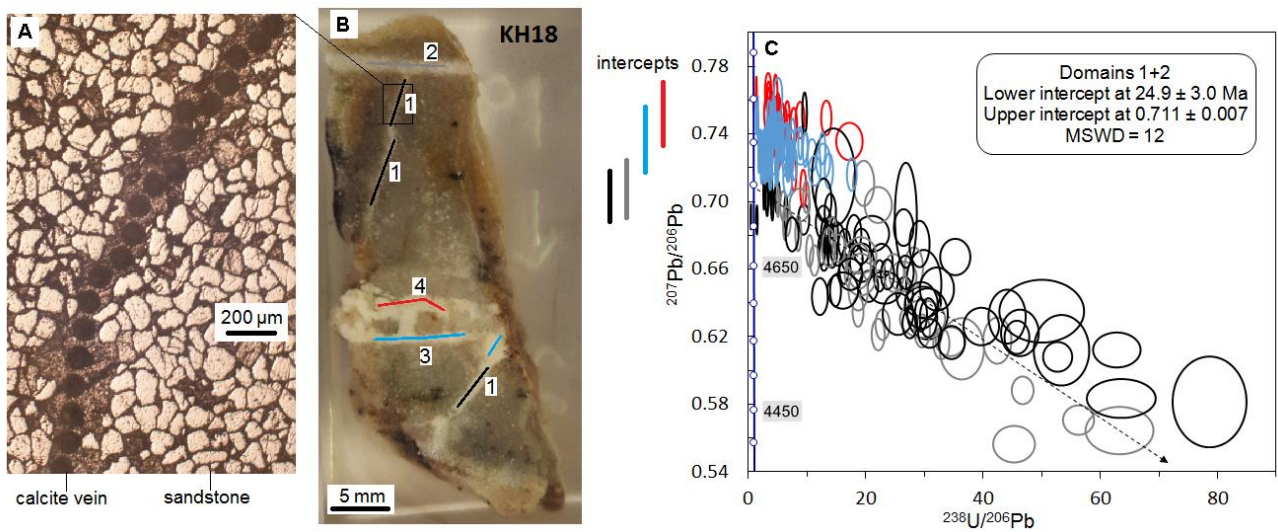 A
200 µm
calcite vein
sandstone
B
KH18
2
1
1
4
3
1
5 mm
intercepts
C
Domains 1+2
Lower intercept at 24.9 ± 3.0 Ma
Upper intercept at 0.711 ± 0.007
MSWD = 12
207Pb/206Pb
0.78
0.74
0.70
0.66
0.62
0.58
0.54
4650
4450
0
20
40
60
80
238U/206Pb